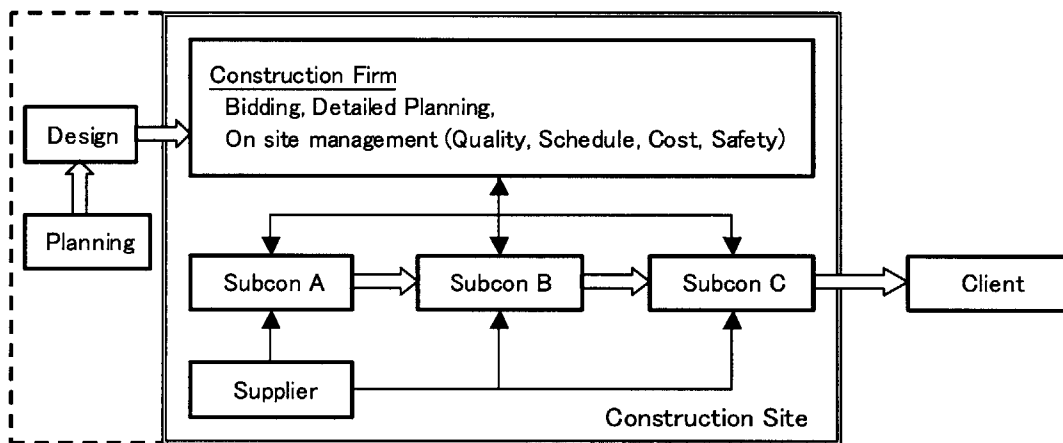 Construction Firm
Bidding, Detailed Planning,
On site management (Quality, Schedule, Cost, Safety)
Design
Planning
Subcon A
Subcon B
Subcon C
Client
Supplier
Construction Site